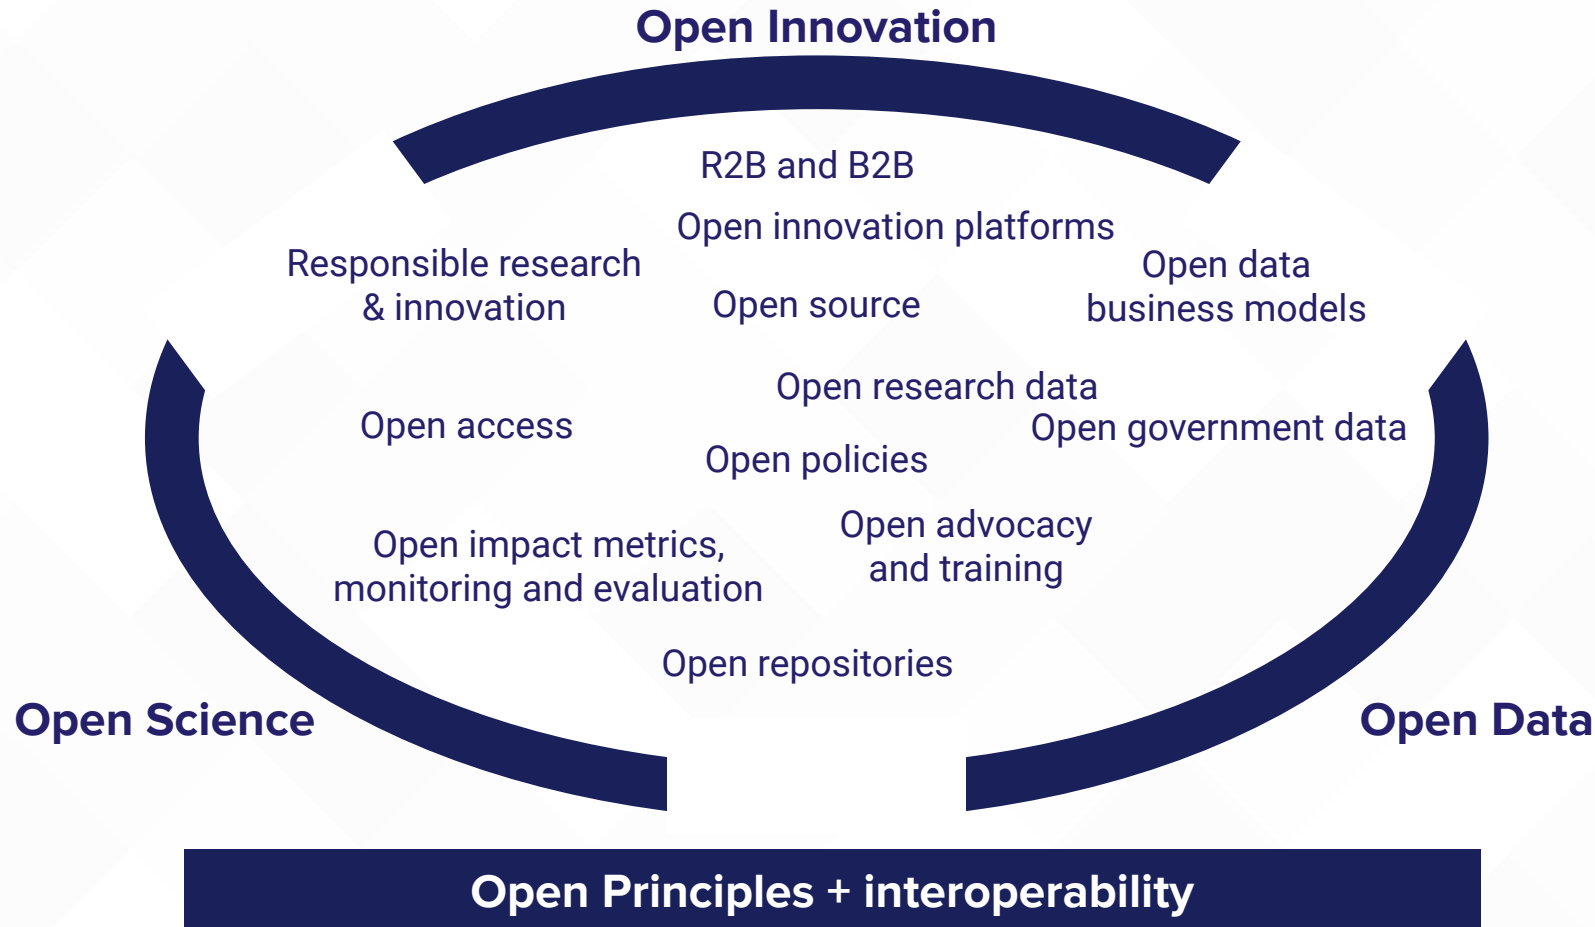 Open Innovation
R2B and B2B
Open innovation platforms
Responsible research
& innovation
Open source
Open data
business models
Open research data
Open access
Open government data
Open policies
Open impact metrics,
monitoring and evaluation
Open advocacy
and training
Open repositories
Open Science
Open Data
Open Principles + interoperability